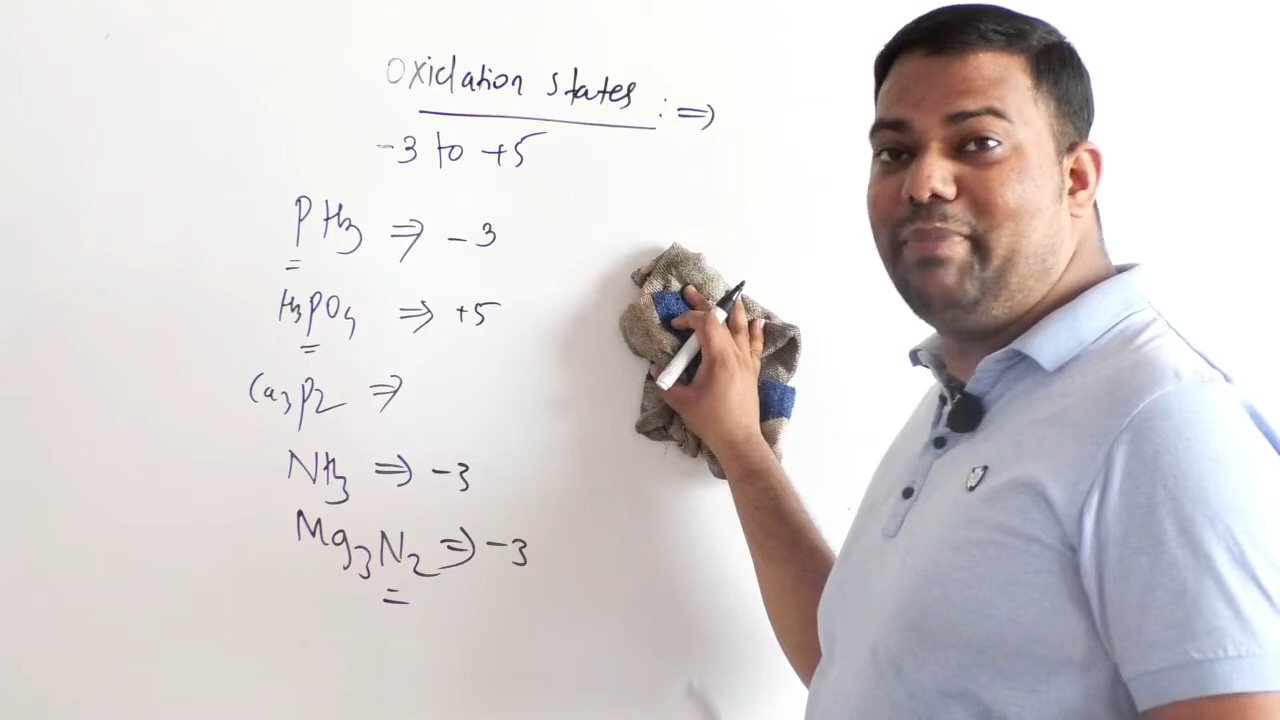 Oxidation states :⇒
-3 to +5
PH3 ⇒ -3
H3PO4 ⇒ +5
Ca3P2 ⇒
NH3 ⇒ -3
Mg3N2 ⇒ -3